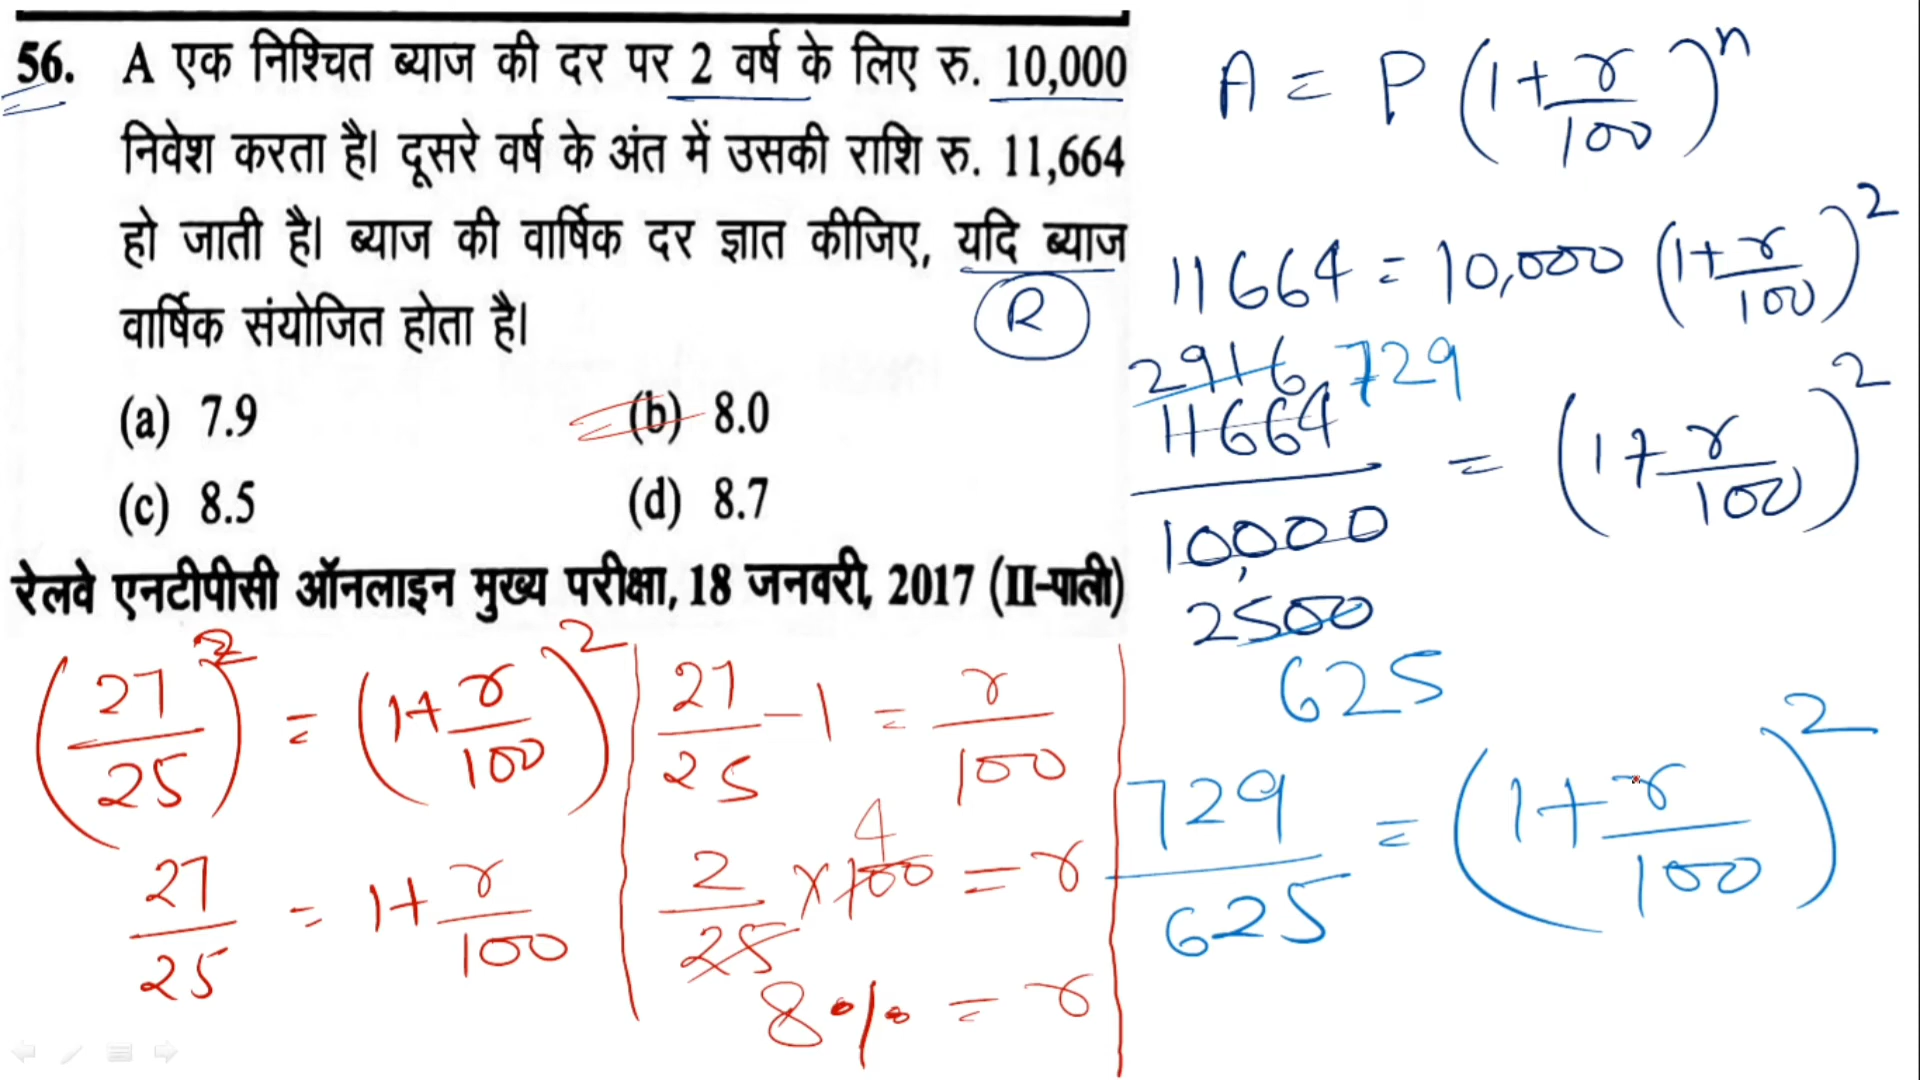 56. A एक निश्चित ब्याज की दर पर 2 वर्ष के लिए रु. 10,000
निवेश करता है। दूसरे वर्ष के अंत में उसकी राशि रु. 11,664
हो जाती है। ब्याज की वार्षिक दर ज्ञात कीजिए, यदि ब्याज
वार्षिक संयोजित होता है।
R
(a) 7.9 (b) 8.0
(c) 8.5 (d) 8.7
रेलवे एनटीपीसी ऑनलाइन मुख्य परीक्षा, 18 जनवरी, 2017 (II-पाली)
A = P (1+r/100)^n
11664 = 10,000 (1+r/100)^2
2916 729
11664/10,000 = (1+r/100)^2
2500
625
729/625 = (1+r/100)^2
(27/25)^2 = (1+r/100)^2
27/25 = 1+r/100
27/25 - 1 = r/100
4
2/25 × 100 = r
8% = r